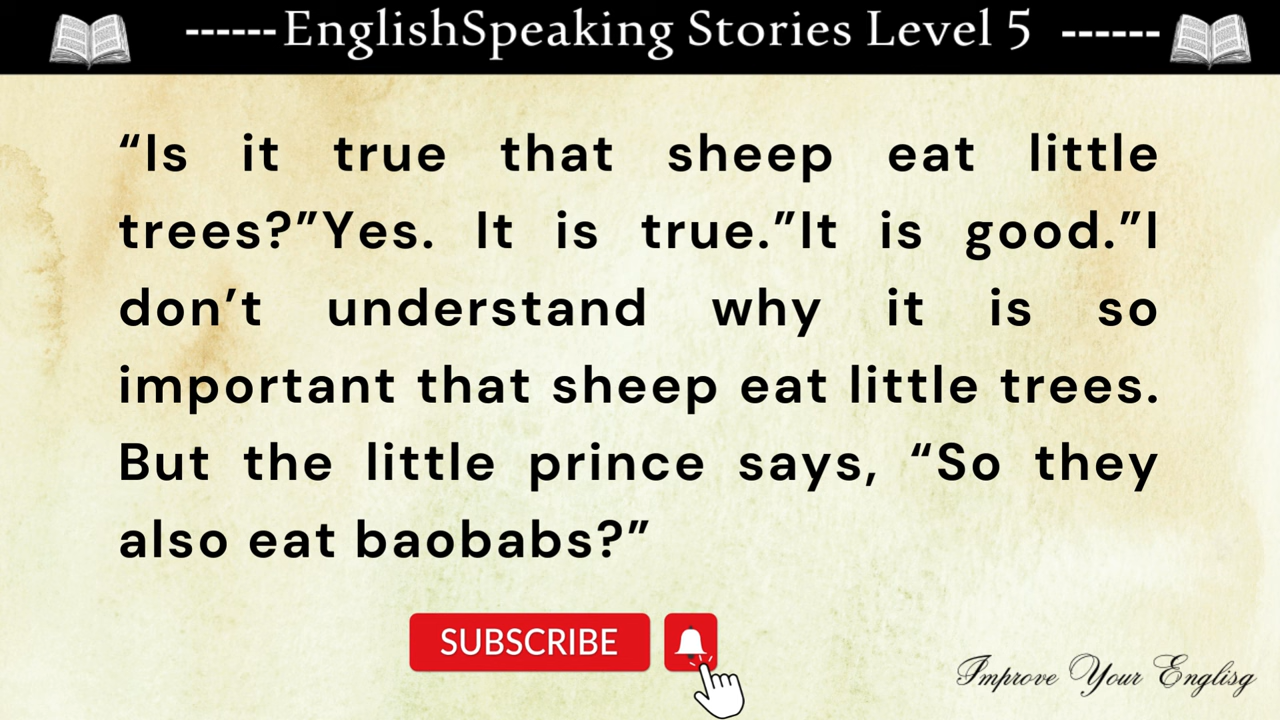 ------EnglishSpeaking Stories Level 5 ------
“Is it true that sheep eat little
trees?”Yes. It is true.”It is good.”I
don’t understand why it is so
important that sheep eat little trees.
But the little prince says, “So they
also eat baobabs?”
SUBSCRIBE
Improve Your Englisg